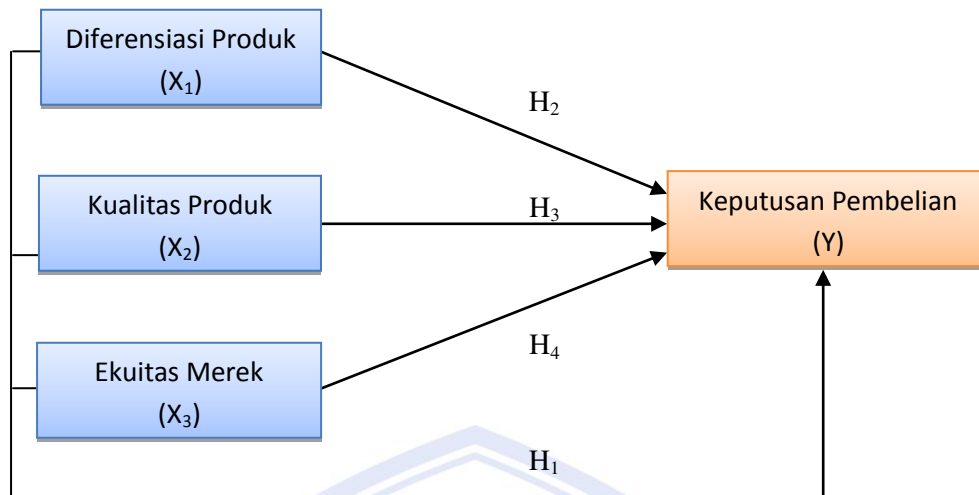 Diferensiasi Produk
(X₁)
H₂
Kualitas Produk
(X₂)
H₃
Keputusan Pembelian
(Y)
H₄
Ekuitas Merek
(X₃)
H₁